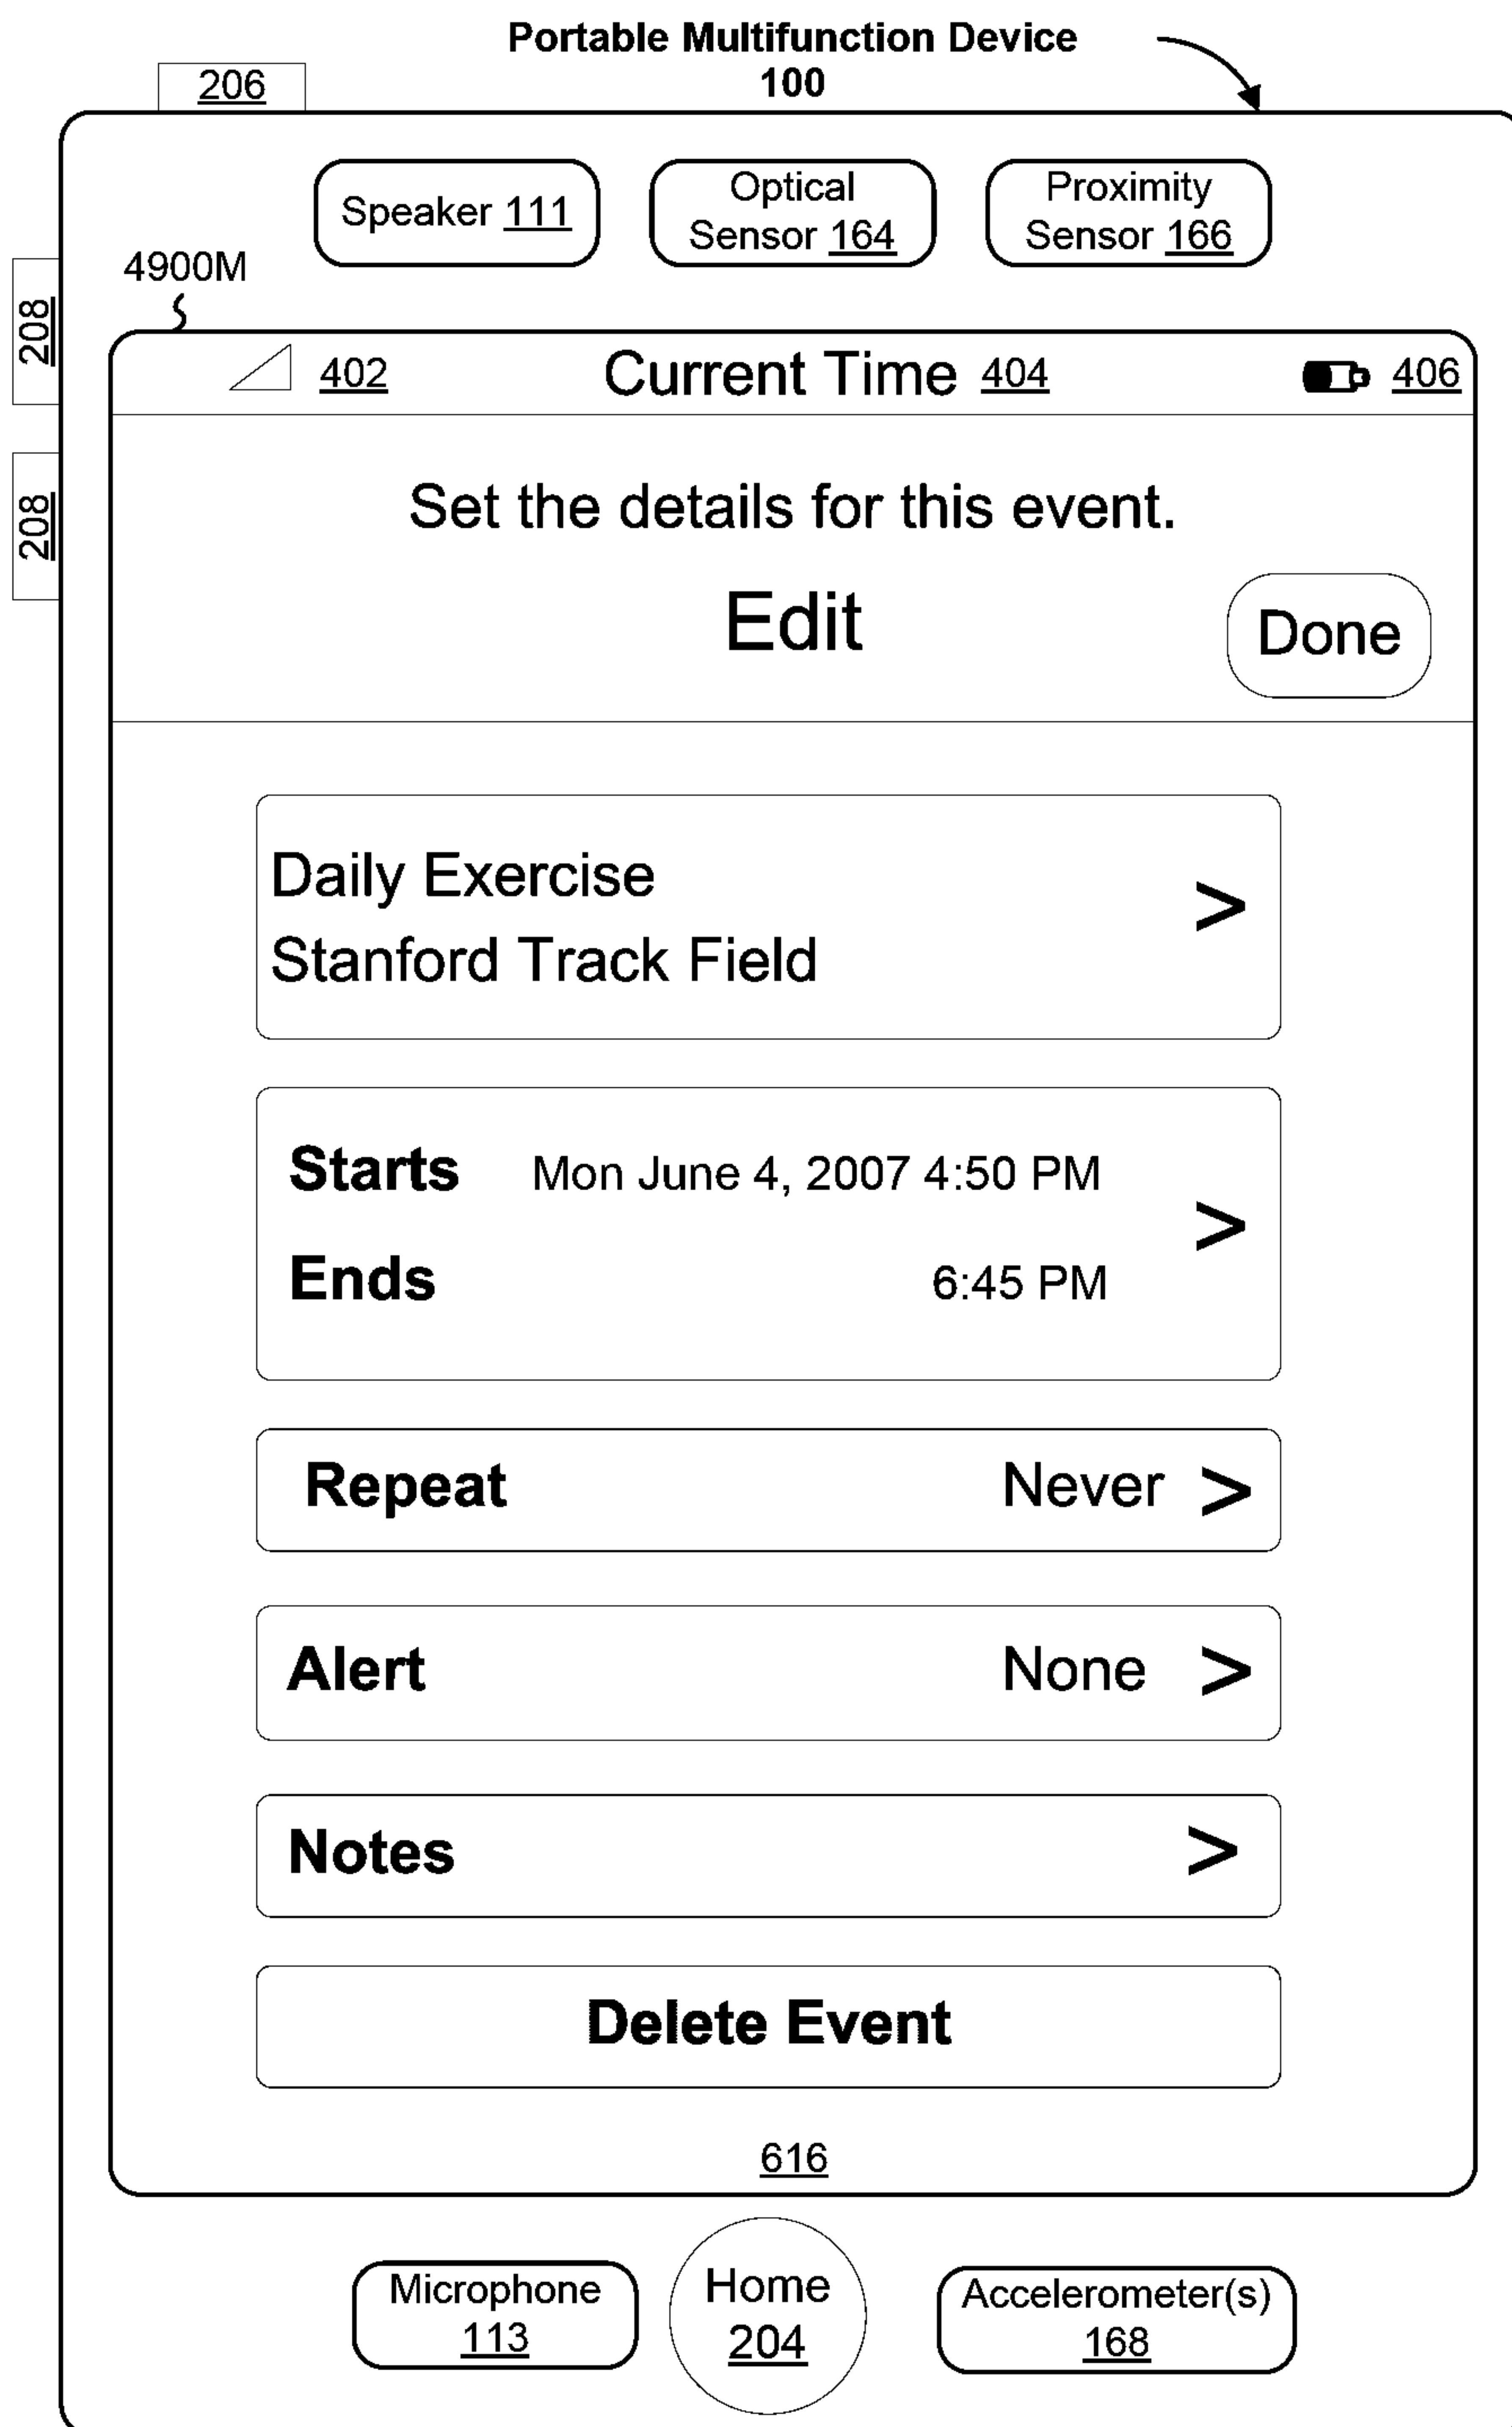 Portable Multifunction Device
100
206
Speaker 111
Optical
Sensor 164
Proximity
Sensor 166
4900M
208
208
402
Current Time 404
406
Set the details for this event.
Edit
Done
Daily Exercise
Stanford Track Field
>
Starts Mon June 4, 2007 4:50 PM
>
Ends 6:45 PM
Repeat Never >
Alert None >
Notes >
Delete Event
616
Microphone
113
Home
204
Accelerometer(s)
168